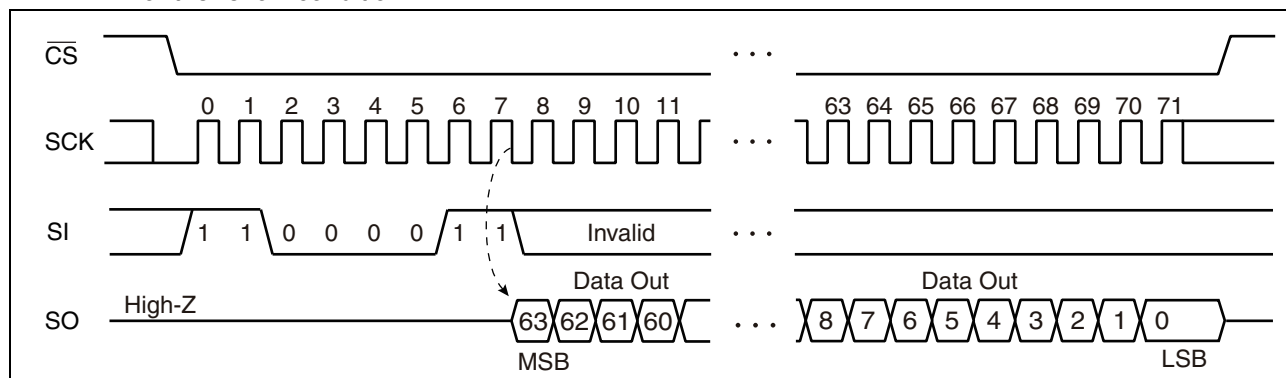 CS
0 1 2 3 4 5 6 7 8 9 10 11 63 64 65 66 67 68 69 70 71
SCK
SI 1 1 0 0 0 0 1 1 Invalid
Data Out Data Out
High-Z
SO 63 62 61 60 8 7 6 5 4 3 2 1 0
MSB LSB